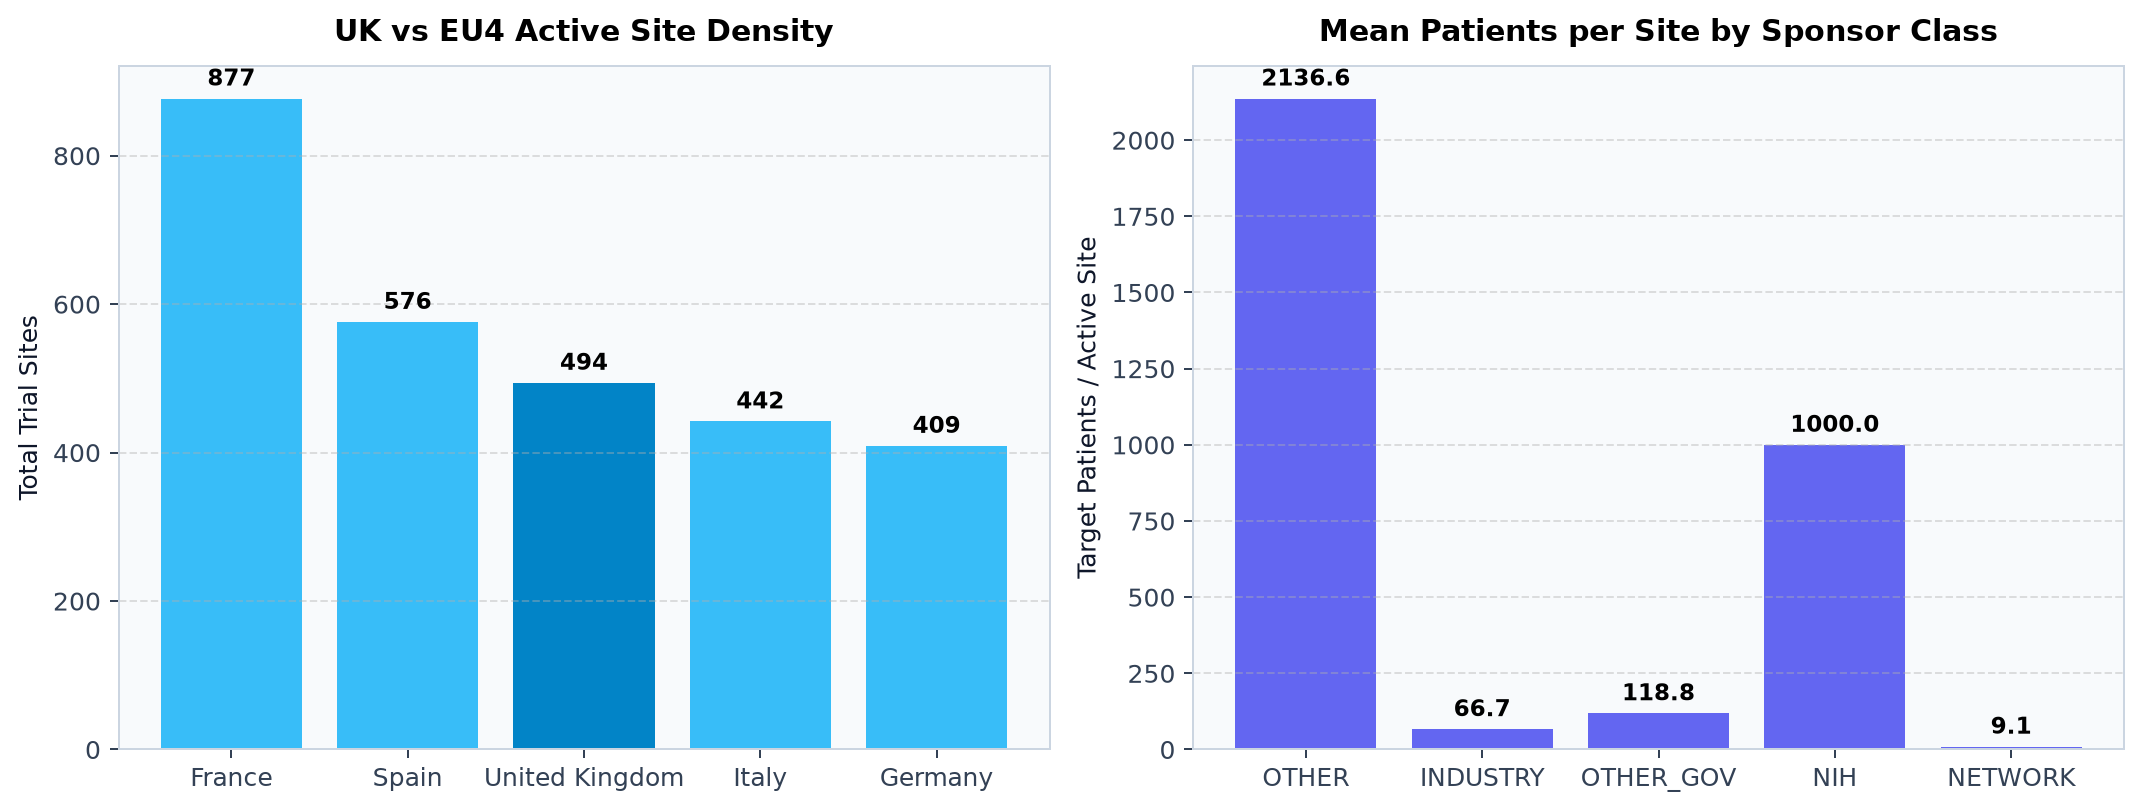 UK vs EU4 Active Site Density
Total Trial Sites
800
600
400
200
0
877
576
494
442
409
France
Spain
United Kingdom
Italy
Germany
Mean Patients per Site by Sponsor Class
Target Patients / Active Site
2000
1750
1500
1250
1000
750
500
250
0
2136.6
66.7
118.8
1000.0
9.1
OTHER
INDUSTRY
OTHER_GOV
NIH
NETWORK